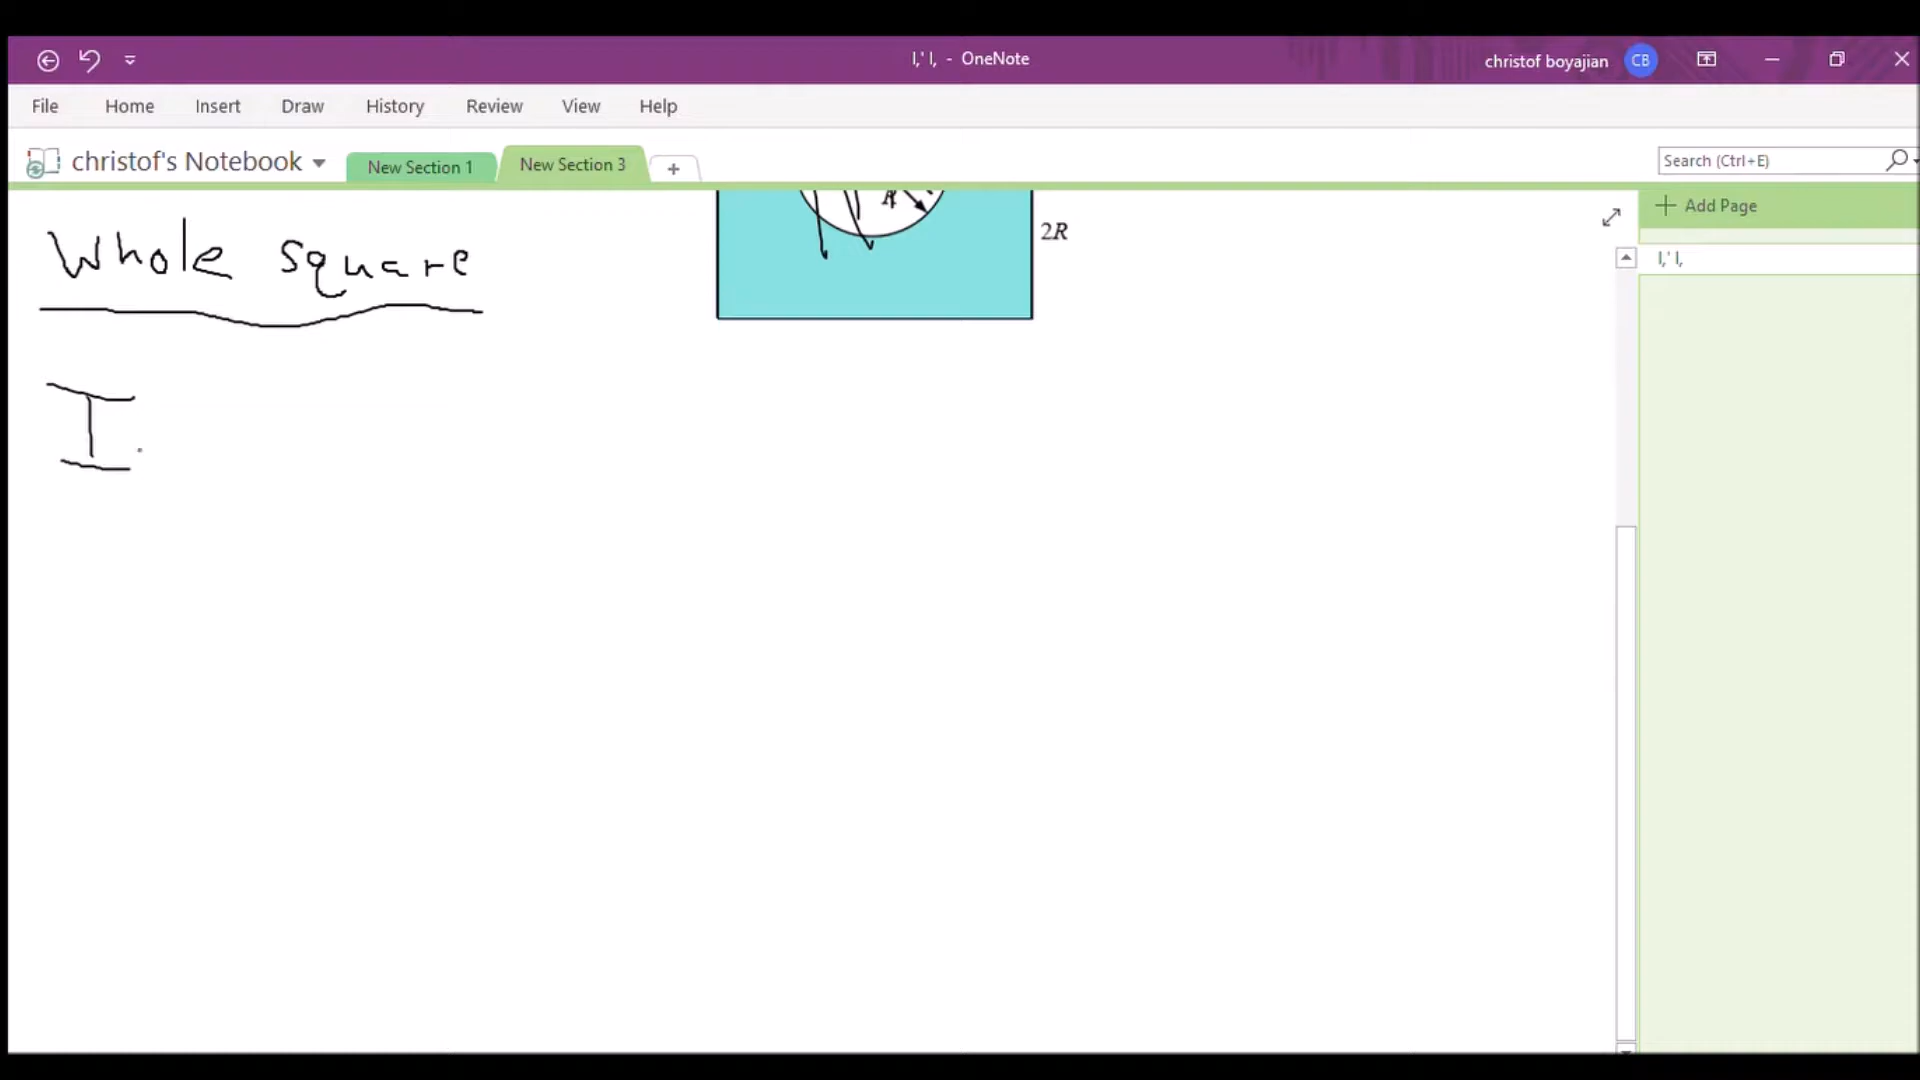 l,' l, - OneNote
christof boyajian CB
File Home Insert Draw History Review View Help
christof's Notebook New Section 1 New Section 3 +
Search (Ctrl+E)
Add Page
l,' l,
Whole square
R
2R
I